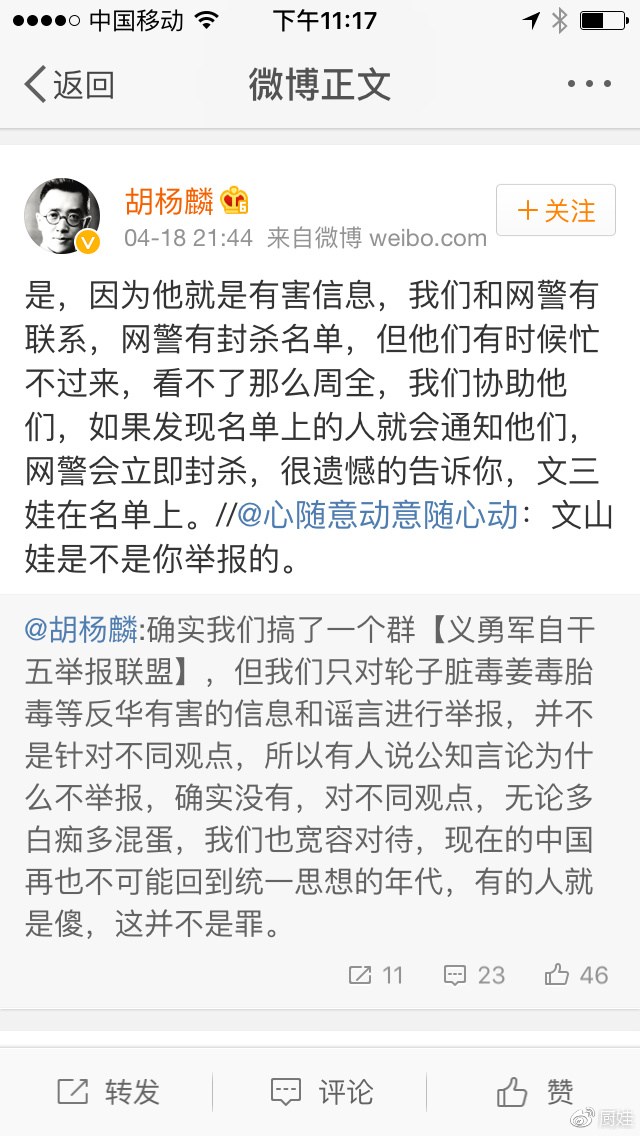 中国移动 下午11:17
返回 微博正文
胡杨麟
+关注
04-18 21:44 来自微博 weibo.com
是，因为他就是有害信息，我们和网警有
联系，网警有封杀名单，但他们有时候忙
不过来，看不了那么周全，我们协助他
们，如果发现名单上的人就会通知他们，
网警会立即封杀，很遗憾的告诉你，文三
娃在名单上。//@心随意动意随心动：文山
娃是不是你举报的。
@胡杨麟:确实我们搞了一个群【义勇军自干
五举报联盟】，但我们只对轮子脏毒姜毒胎
毒等反华有害的信息和谣言进行举报，并不
是针对不同观点，所以有人说公知言论为什
么不举报，确实没有，对不同观点，无论多
白痴多混蛋，我们也宽容对待，现在的中国
再也不可能回到统一思想的年代，有的人就
是傻，这并不是罪。
11 23 46
转发 评论 赞
厨娃